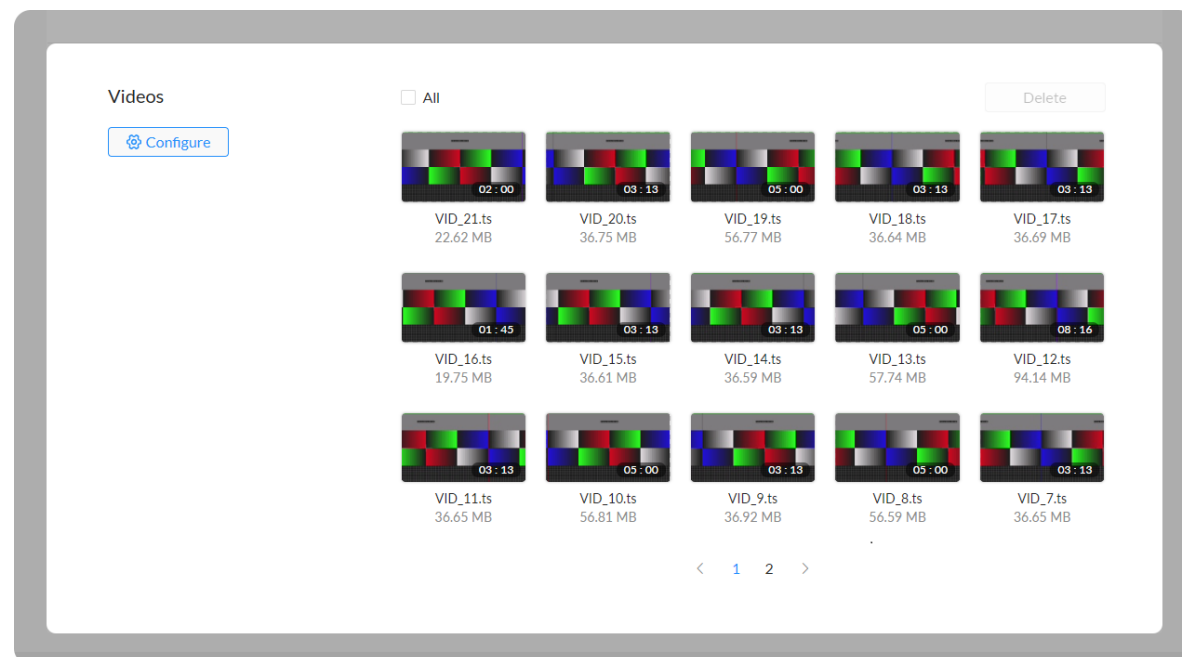 Videos
All
Delete
Configure
02 : 00
03 : 13
05 : 00
03 : 13
03 : 13
VID_21.ts
VID_20.ts
VID_19.ts
VID_18.ts
VID_17.ts
22.62 MB
36.75 MB
56.77 MB
36.64 MB
36.69 MB
01 : 45
03 : 13
03 : 13
05 : 00
08 : 16
VID_16.ts
VID_15.ts
VID_14.ts
VID_13.ts
VID_12.ts
19.75 MB
36.61 MB
36.59 MB
57.74 MB
94.14 MB
03 : 13
05 : 00
03 : 13
05 : 00
03 : 13
VID_11.ts
VID_10.ts
VID_9.ts
VID_8.ts
VID_7.ts
36.65 MB
56.81 MB
36.92 MB
56.59 MB
36.65 MB
< 1 2 >